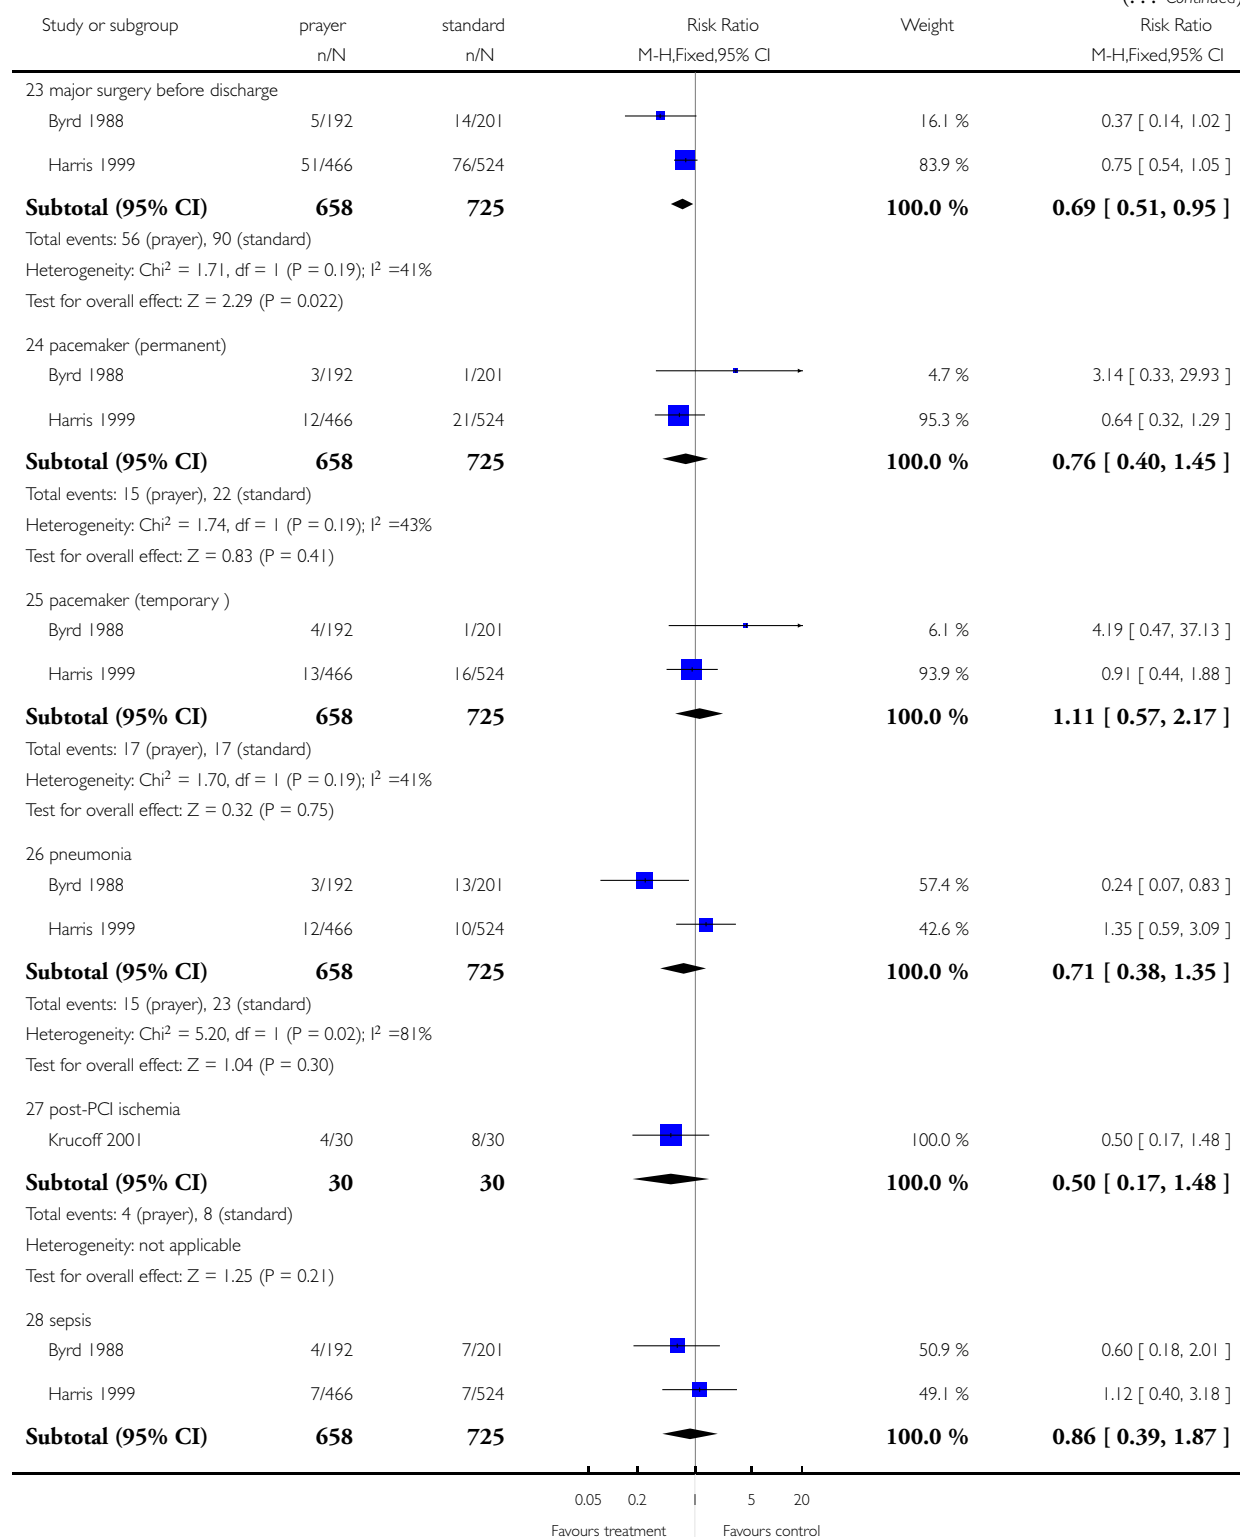 (... Continued)
Study or subgroup prayer standard Risk Ratio Weight Risk Ratio
n/N n/N M-H,Fixed,95% CI M-H,Fixed,95% CI
23 major surgery before discharge
Byrd 1988 5/192 14/201 16.1 % 0.37 [ 0.14, 1.02 ]
Harris 1999 51/466 76/524 83.9 % 0.75 [ 0.54, 1.05 ]
Subtotal (95% CI) 658 725 100.0 % 0.69 [ 0.51, 0.95 ]
Total events: 56 (prayer), 90 (standard)
Heterogeneity: Chi² = 1.71, df = 1 (P = 0.19); I² =41%
Test for overall effect: Z = 2.29 (P = 0.022)
24 pacemaker (permanent)
Byrd 1988 3/192 1/201 4.7 % 3.14 [ 0.33, 29.93 ]
Harris 1999 12/466 21/524 95.3 % 0.64 [ 0.32, 1.29 ]
Subtotal (95% CI) 658 725 100.0 % 0.76 [ 0.40, 1.45 ]
Total events: 15 (prayer), 22 (standard)
Heterogeneity: Chi² = 1.74, df = 1 (P = 0.19); I² =43%
Test for overall effect: Z = 0.83 (P = 0.41)
25 pacemaker (temporary )
Byrd 1988 4/192 1/201 6.1 % 4.19 [ 0.47, 37.13 ]
Harris 1999 13/466 16/524 93.9 % 0.91 [ 0.44, 1.88 ]
Subtotal (95% CI) 658 725 100.0 % 1.11 [ 0.57, 2.17 ]
Total events: 17 (prayer), 17 (standard)
Heterogeneity: Chi² = 1.70, df = 1 (P = 0.19); I² =41%
Test for overall effect: Z = 0.32 (P = 0.75)
26 pneumonia
Byrd 1988 3/192 13/201 57.4 % 0.24 [ 0.07, 0.83 ]
Harris 1999 12/466 10/524 42.6 % 1.35 [ 0.59, 3.09 ]
Subtotal (95% CI) 658 725 100.0 % 0.71 [ 0.38, 1.35 ]
Total events: 15 (prayer), 23 (standard)
Heterogeneity: Chi² = 5.20, df = 1 (P = 0.02); I² =81%
Test for overall effect: Z = 1.04 (P = 0.30)
27 post-PCI ischemia
Krucoff 2001 4/30 8/30 100.0 % 0.50 [ 0.17, 1.48 ]
Subtotal (95% CI) 30 30 100.0 % 0.50 [ 0.17, 1.48 ]
Total events: 4 (prayer), 8 (standard)
Heterogeneity: not applicable
Test for overall effect: Z = 1.25 (P = 0.21)
28 sepsis
Byrd 1988 4/192 7/201 50.9 % 0.60 [ 0.18, 2.01 ]
Harris 1999 7/466 7/524 49.1 % 1.12 [ 0.40, 3.18 ]
Subtotal (95% CI) 658 725 100.0 % 0.86 [ 0.39, 1.87 ]
0.05 0.2 1 5 20
Favours treatment Favours control